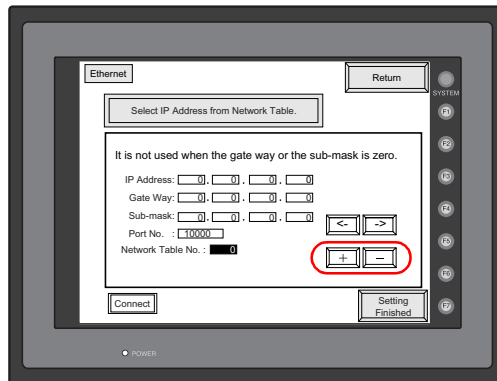 Ethernet
Return
SYSTEM
Select IP Address from Network Table.
F1
F2
It is not used when the gate way or the sub-mask is zero.
IP Address: 0. 0. 0. 0
F3
Gate Way: 0. 0. 0. 0
Sub-mask: 0. 0. 0. 0
F4
<- ->
Port No. : 10000
F5
Network Table No. : 0
+ −
F6
Connect
Setting
Finished
F7
POWER